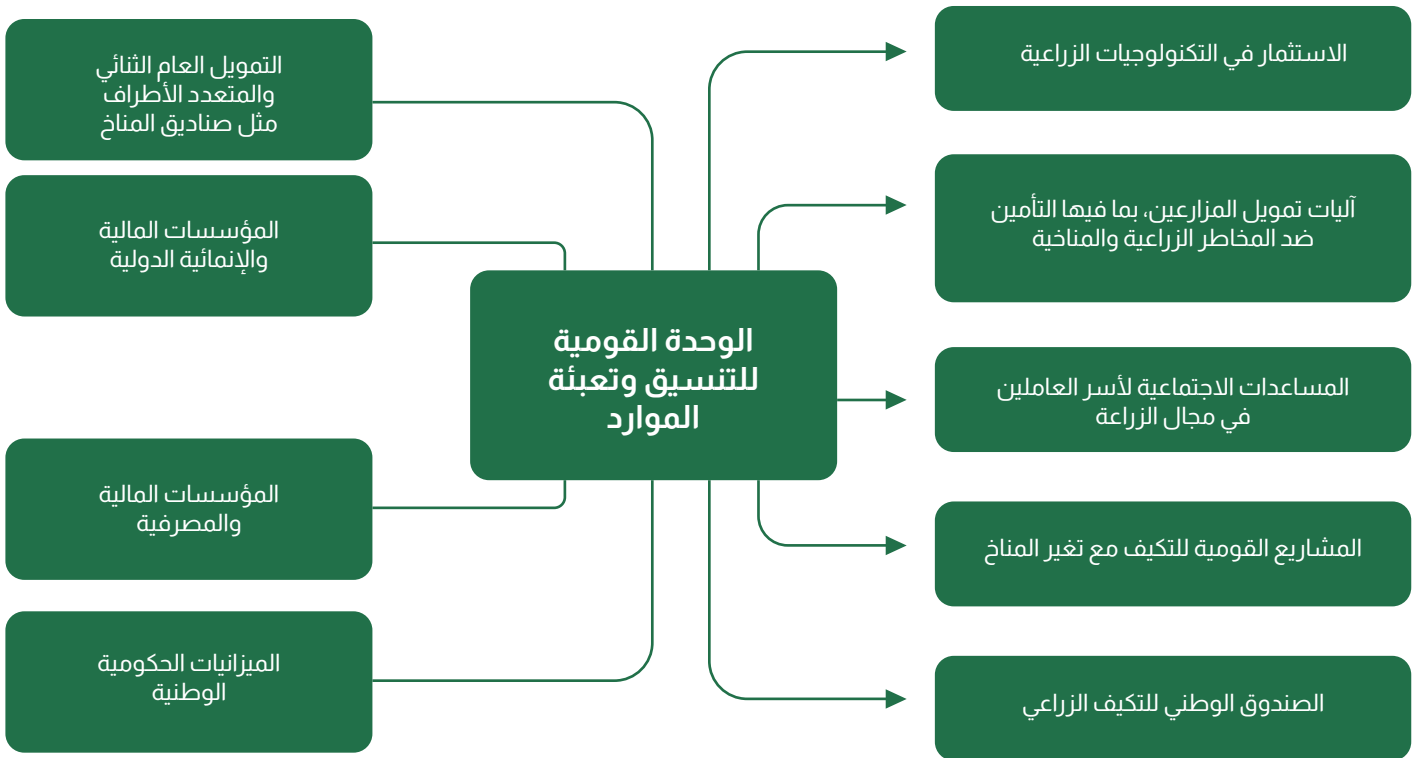 الاستثمار في التكنولوجيات الزراعية
آليات تمويل المزارعين، بما فيها التأمين
ضد المخاطر الزراعية والمناخية
المساعدات الاجتماعية لأسر العاملين
في مجال الزراعة
المشاريع القومية للتكيف مع تغير المناخ
الصندوق الوطني للتكيف الزراعي
الوحدة القومية
للتنسيق وتعبئة
الموارد
التمويل العام الثنائي
والمتعدد الأطراف
مثل صناديق المناخ
المؤسسات المالية
والإنمائية الدولية
المؤسسات المالية
والمصرفية
الميزانيات الحكومية
الوطنية